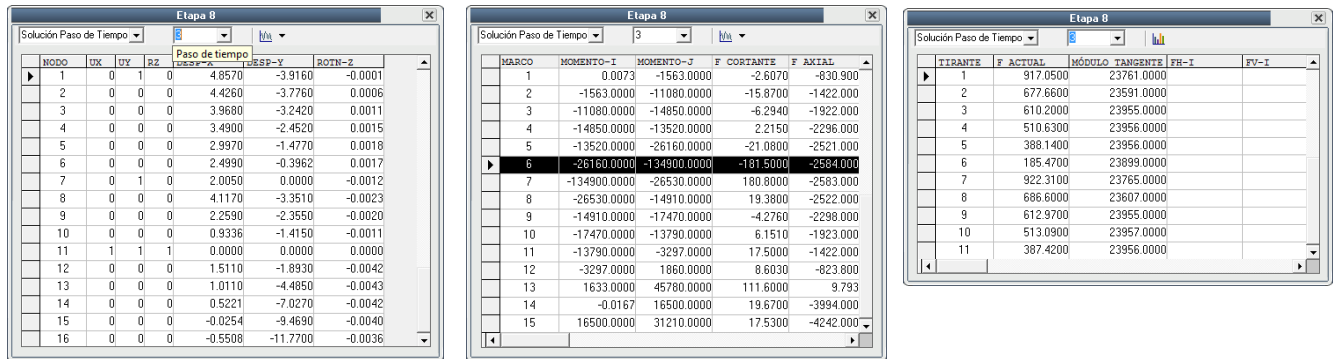 Etapa 8
Solución Paso de Tiempo 3
Paso de tiempo
NODO UX UY RZ DESP-X DESP-Y ROTN-Z
1 0 1 0 4.8570 -3.9160 -0.0001
2 0 0 0 4.4260 -3.7760 0.0006
3 0 0 0 3.9680 -3.2420 0.0011
4 0 0 0 3.4900 -2.4520 0.0015
5 0 0 0 2.9970 -1.4770 0.0018
6 0 0 0 2.4990 -0.3962 0.0017
7 0 1 0 2.0050 0.0000 -0.0012
8 0 0 0 4.1170 -3.3510 -0.0023
9 0 0 0 2.2590 -2.3550 -0.0020
10 0 0 0 0.9336 -1.4150 -0.0011
11 1 1 1 0.0000 0.0000 0.0000
12 0 0 0 1.5110 -1.8930 -0.0042
13 0 0 0 1.0110 -4.4850 -0.0043
14 0 0 0 0.5221 -7.0270 -0.0042
15 0 0 0 -0.0254 -9.4690 -0.0040
16 0 0 0 -0.5508 -11.7700 -0.0036
Etapa 8
Solución Paso de Tiempo 3
MARCO MOMENTO-I MOMENTO-J F CORTANTE F AXIAL
1 0.0073 -1563.0000 -2.6070 -830.900
2 -1563.0000 -11080.0000 -15.8700 -1422.000
3 -11080.0000 -14850.0000 -6.2940 -1922.000
4 -14850.0000 -13520.0000 2.2150 -2296.000
5 -13520.0000 -26160.0000 -21.0800 -2521.000
6 -26160.0000 -134900.0000 -181.5000 -2584.000
7 -134900.0000 -26530.0000 180.8000 -2583.000
8 -26530.0000 -14910.0000 19.3800 -2522.000
9 -14910.0000 -17470.0000 -4.2760 -2298.000
10 -17470.0000 -13790.0000 6.1510 -1923.000
11 -13790.0000 -3297.0000 17.5000 -1422.000
12 -3297.0000 1860.0000 8.6030 -823.800
13 1633.0000 45780.0000 111.6000 9.793
14 -0.0167 16500.0000 19.6700 -3994.000
15 16500.0000 31210.0000 17.5300 -4242.000
Etapa 8
Solución Paso de Tiempo 3
TIRANTE F ACTUAL MÓDULO TANGENTE FH-I FV-I
1 917.0500 23761.0000
2 677.6600 23591.0000
3 610.2000 23955.0000
4 510.6300 23956.0000
5 388.1400 23956.0000
6 185.4700 23899.0000
7 922.3100 23765.0000
8 686.6000 23607.0000
9 612.9700 23955.0000
10 513.0900 23957.0000
11 387.4200 23956.0000